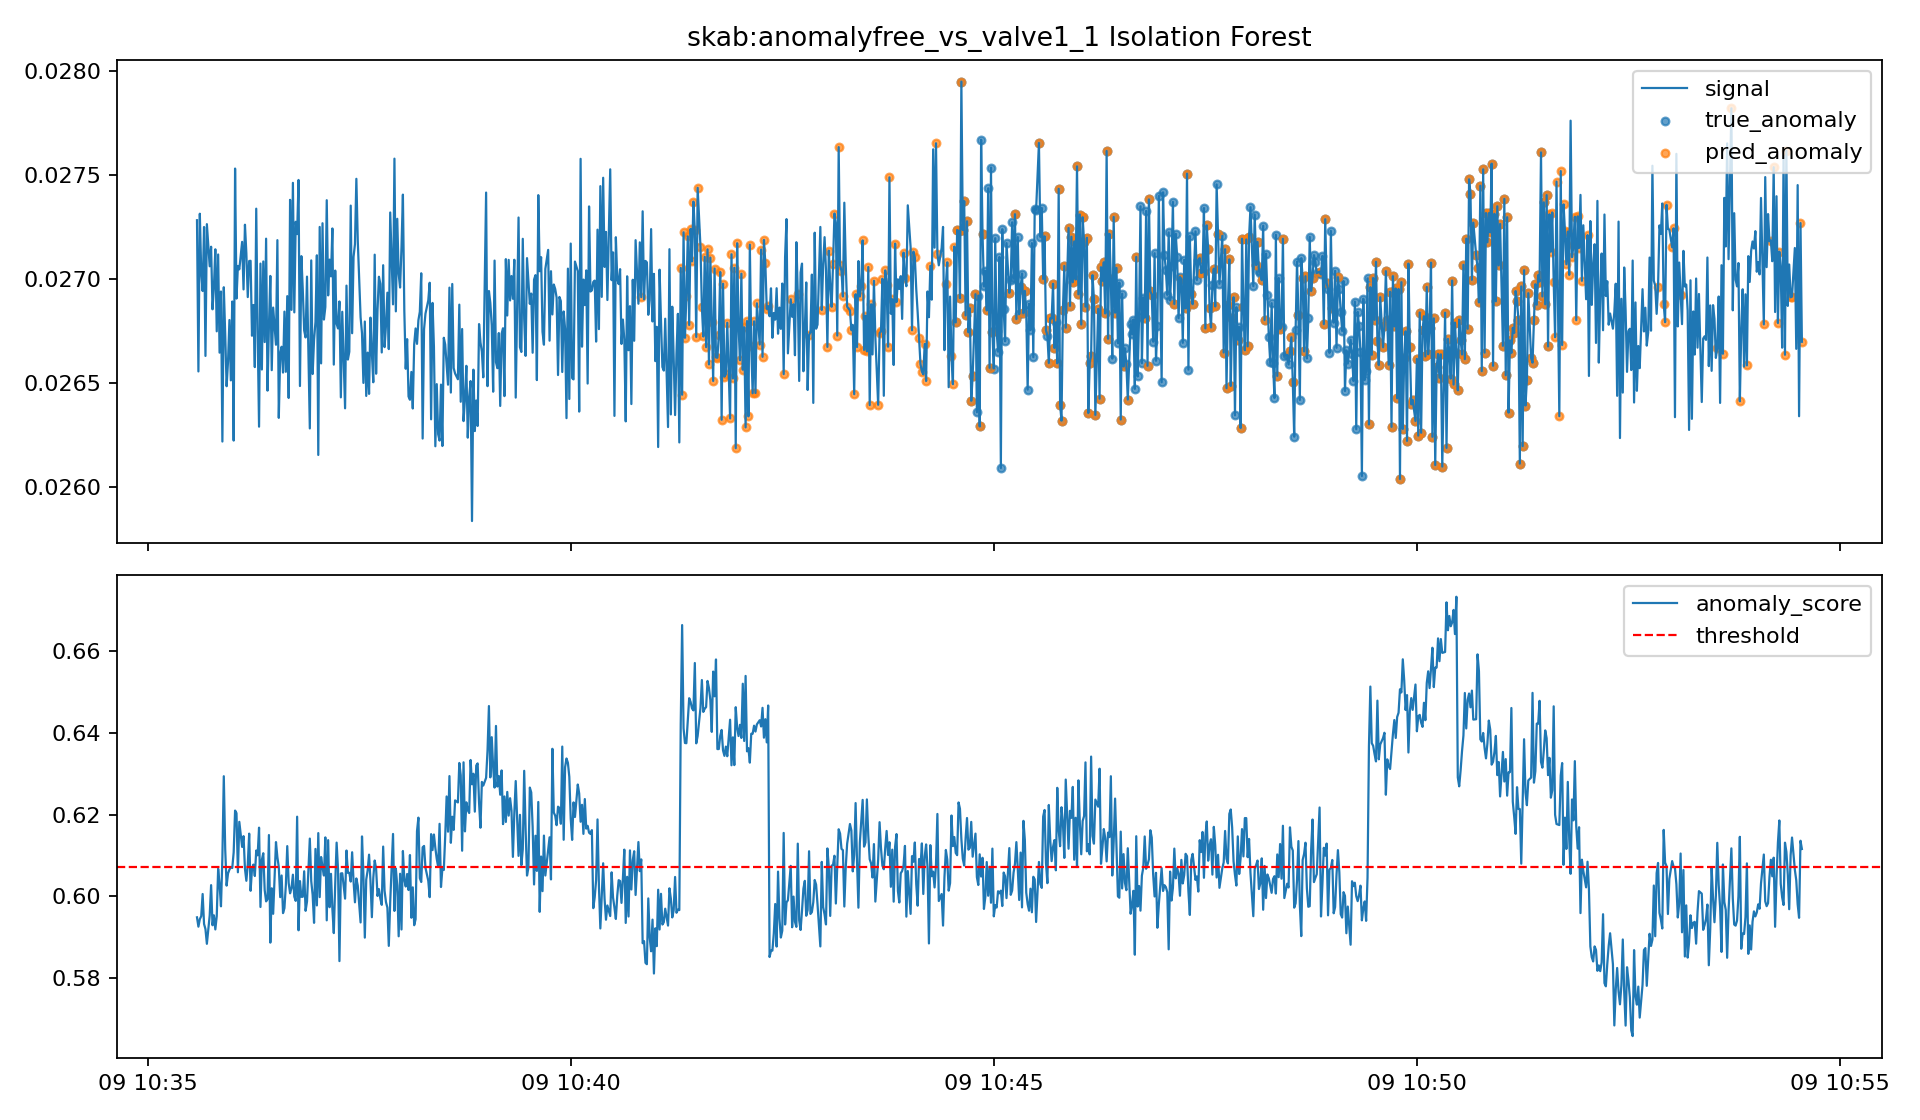 skab:anomalyfree_vs_valve1_1 Isolation Forest
0.0280
0.0275
0.0270
0.0265
0.0260
signal
true_anomaly
pred_anomaly
0.66
0.64
0.62
0.60
0.58
anomaly_score
threshold
09 10:35
09 10:40
09 10:45
09 10:50
09 10:55